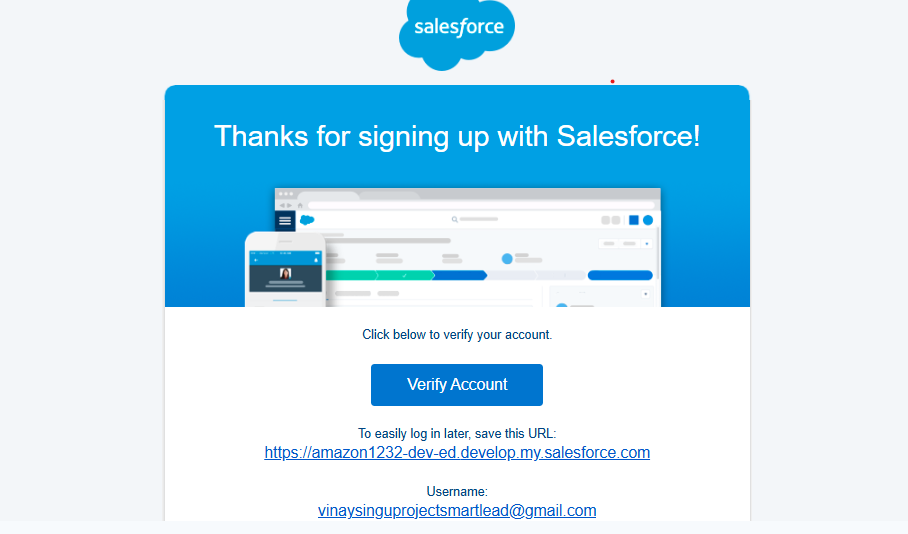 salesforce
Thanks for signing up with Salesforce!
Click below to verify your account.
Verify Account
To easily log in later, save this URL:
https://amazon1232-dev-ed.develop.my.salesforce.com
Username:
vinaysinguprojectsmartlead@gmail.com